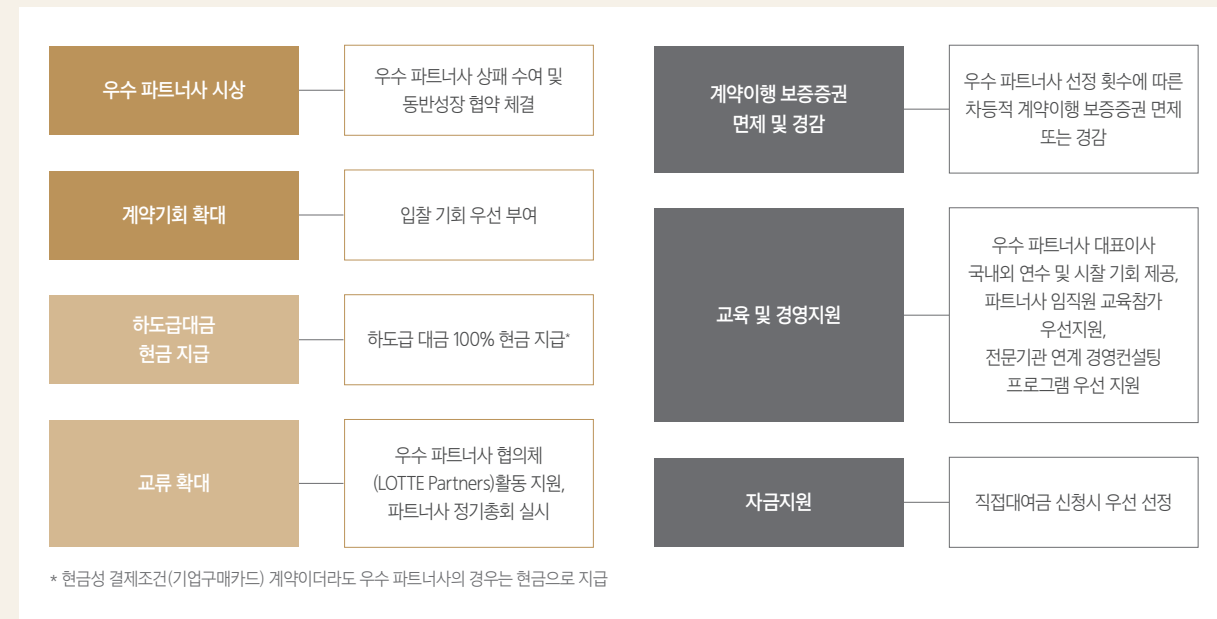 우수 파트너사 시상
우수 파트너사 상패 수여 및
동반성장 협약 체결
계약기회 확대
입찰 기회 우선 부여
하도급대금
현금 지급
하도급 대금 100% 현금 지급*
교류 확대
우수 파트너사 협의체
(LOTTE Partners)활동 지원,
파트너사 정기총회 실시
계약이행 보증증권
면제 및 경감
우수 파트너사 선정 횟수에 따른
차등적 계약이행 보증증권 면제
또는 경감
교육 및 경영지원
우수 파트너사 대표이사
국내외 연수 및 시찰 기회 제공,
파트너사 임직원 교육참가
우선지원,
전문기관 연계 경영컨설팅
프로그램 우선 지원
자금지원
직접대여금 신청시 우선 선정
* 현금성 결제조건(기업구매카드) 계약이더라도 우수 파트너사의 경우는 현금으로 지급